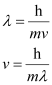 λ = h/mv
v = h/mλ